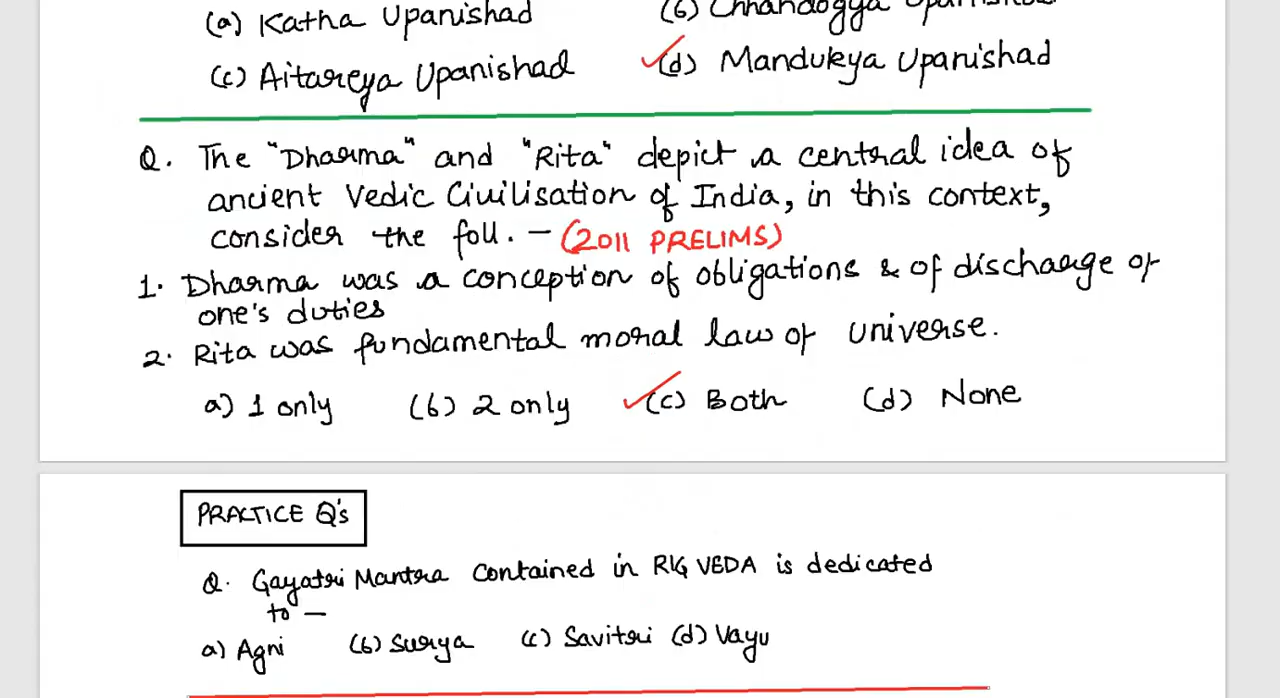 (a) Katha Upanishad (b) Chhandogya Upanishad
(c) Aitareya Upanishad (d) Mandukya Upanishad
Q. The "Dharma" and "Rita" depict a central idea of
ancient Vedic Civilisation of India, in this context,
consider the foll. - (2011 PRELIMS)
1. Dharma was a conception of obligations & of discharge of
one's duties
2. Rita was fundamental moral law of universe.
a) 1 only (b) 2 only (c) Both (d) None
PRACTICE Q's
Q. Gayatri Mantra contained in RIG VEDA is dedicated
to —
a) Agni (b) Surya (c) Savitri (d) Vayu